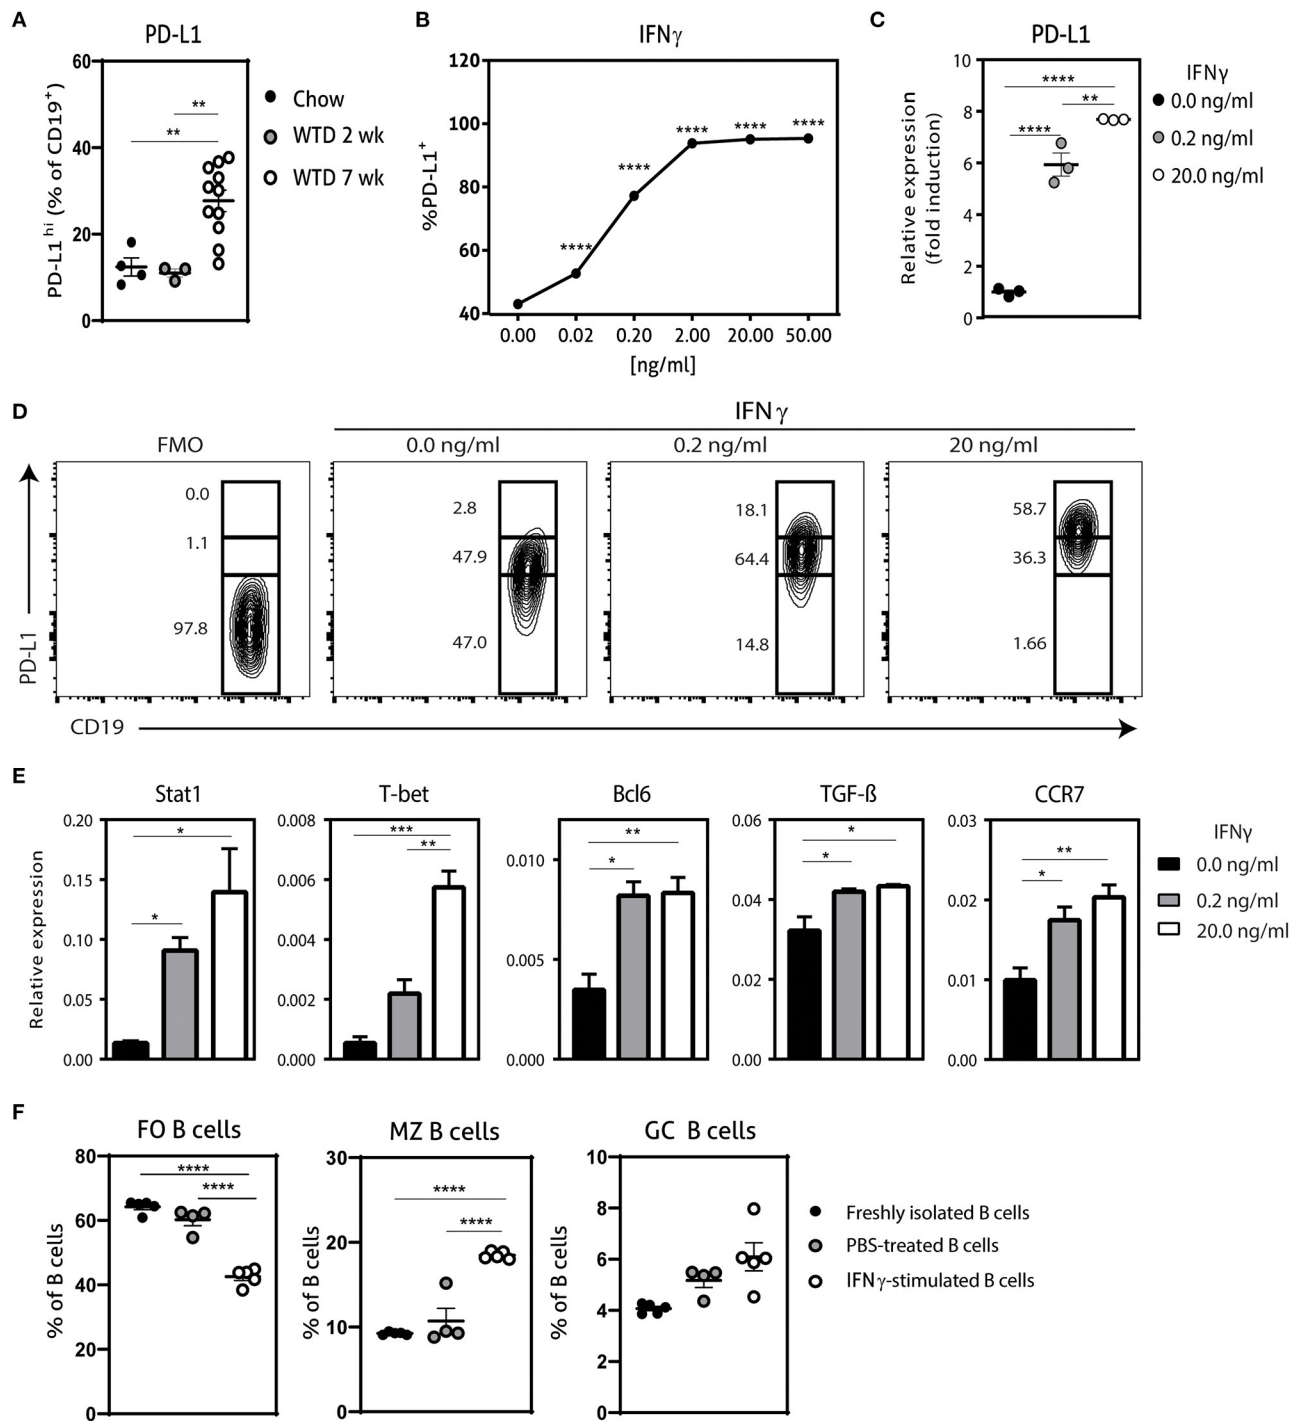 A
PD-L1
PD-L1 hi (% of CD19+)
60
40
20
0
**
**
Chow
WTD 2 wk
WTD 7 wk
B
IFNγ
%PD-L1+
120
100
80
60
40
****
****
****
****
****
0.00 0.02 0.20 2.00 20.00 50.00
[ng/ml]
C
PD-L1
Relative expression
(fold induction)
10
8
6
4
2
0
****
**
****
IFNγ
0.0 ng/ml
0.2 ng/ml
20.0 ng/ml
D
IFN γ
FMO 0.0 ng/ml 0.2 ng/ml 20 ng/ml
0.0
1.1
97.8
2.8
47.9
47.0
18.1
64.4
14.8
58.7
36.3
1.66
PD-L1
CD19
E
Relative expression
Stat1
0.20
0.15
0.10
0.05
0.00
*
*
T-bet
0.008
0.006
0.004
0.002
0.000
***
**
Bcl6
0.010
0.005
0.000
**
*
TGF-ß
0.06
0.04
0.02
0.00
*
*
CCR7
0.03
0.02
0.01
0.00
**
*
IFNγ
0.0 ng/ml
0.2 ng/ml
20.0 ng/ml
F
FO B cells
% of B cells
80
60
40
20
0
****
****
MZ B cells
% of B cells
30
20
10
0
****
****
GC B cells
% of B cells
10
8
6
4
2
0
Freshly isolated B cells
PBS-treated B cells
IFNγ-stimulated B cells